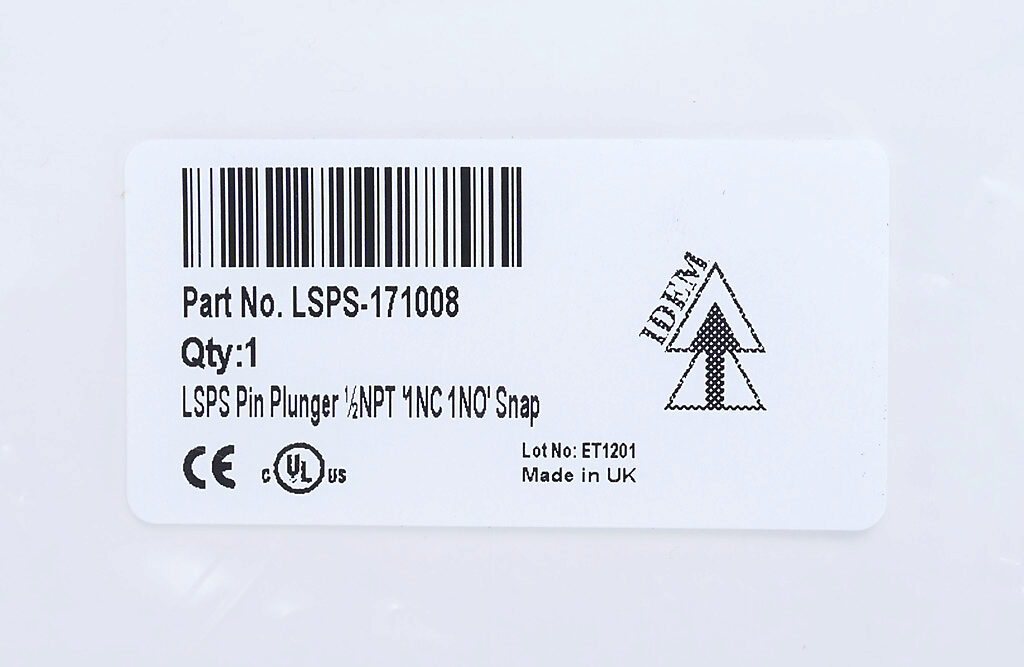 Part No. LSPS-171008
Qty:1
LSPS Pin Plunger ½NPT '1NC 1NO' Snap
CE
c UL US
Lot No: ET1201
Made in UK
IDEM